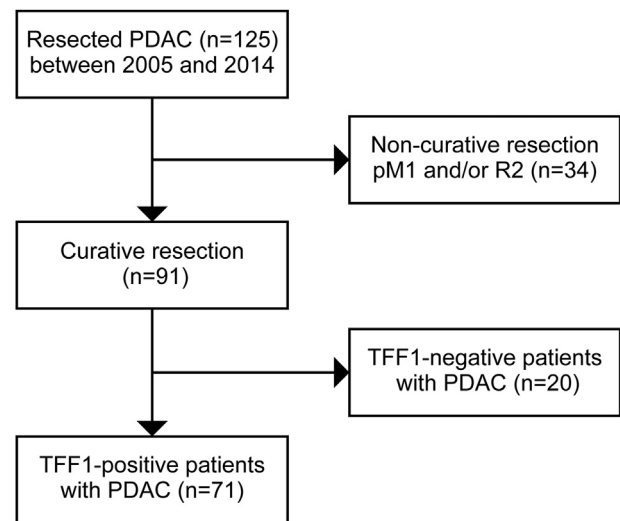 Resected PDAC (n=125)
between 2005 and 2014
Non-curative resection
pM1 and/or R2 (n=34)
Curative resection
(n=91)
TFF1-negative patients
with PDAC (n=20)
TFF1-positive patients
with PDAC (n=71)